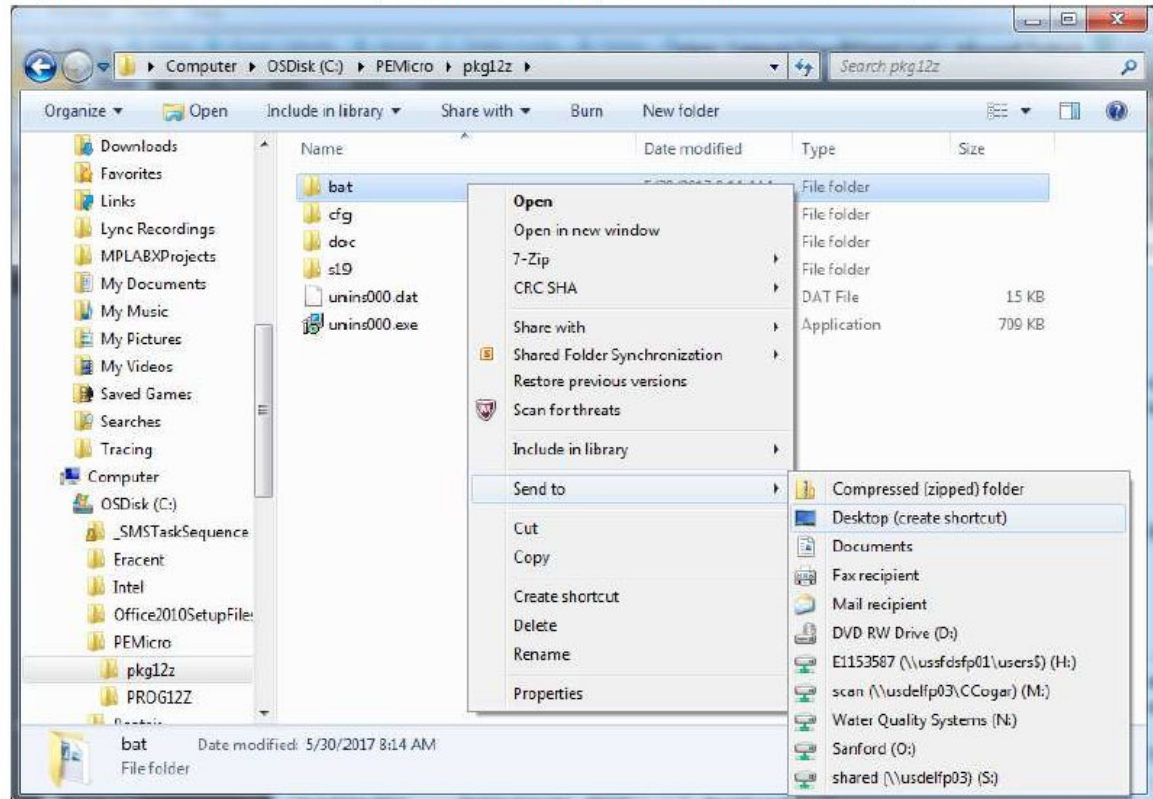 Computer OSDisk (C:) PEMicro pkg12z Search pkg12z
Organize Open Include in library Share with Burn New folder
Name Date modified Type Size
Downloads
Favorites
Links
Lync Recordings
MPLABXProjects
My Documents
My Music
My Pictures
My Videos
Saved Games
Searches
Tracing
Computer
OSDisk (C:)
_SMSTaskSequence
Eracent
Intel
Office2010SetupFile
PEMicro
pkg12z
PROG12Z
bat File folder
cfg File folder
doc File folder
s19 File folder
unins000.dat DAT File 15 KB
unins000.exe Application 709 KB
Open
Open in new window
7-Zip
CRC SHA
Share with
Shared Folder Synchronization
Restore previous versions
Scan for threats
Include in library
Send to
Cut
Copy
Create shortcut
Delete
Rename
Properties
Compressed (zipped) folder
Desktop (create shortcut)
Documents
Fax recipient
Mail recipient
DVD RW Drive (D:)
E1153587 (\\ussfdsfp01\users$) (H:)
scan (\\usdelfp03\CCogar) (M:)
Water Quality Systems (N:)
Sanford (O:)
shared (\\usdelfp03) (S:)
bat Date modified: 5/30/2017 8:14 AM
File folder